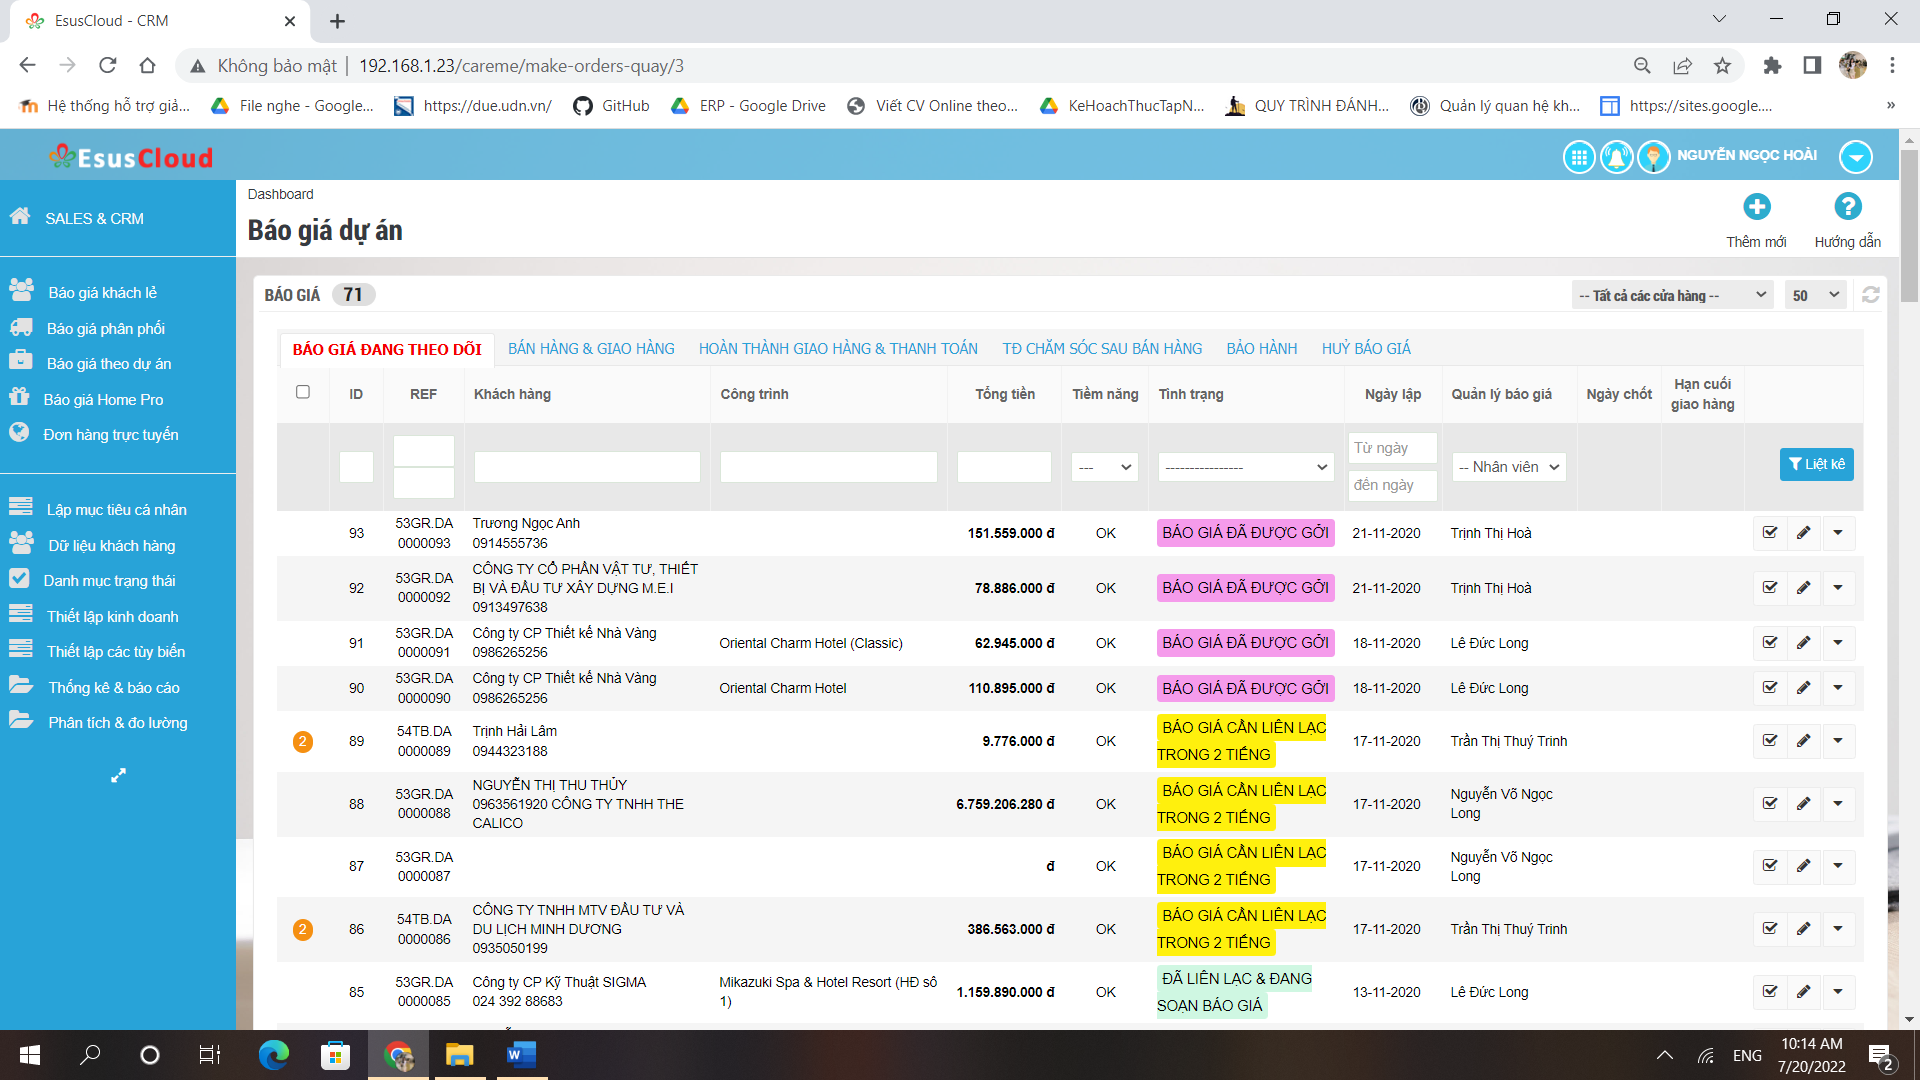 EsusCloud - CRM
Không bảo mật | 192.168.1.23/careme/make-orders-quay/3
Hệ thống hỗ trợ giả...
File nghe - Google...
https://due.udn.vn/
GitHub
ERP - Google Drive
Viết CV Online theo...
KeHoachThucTapN...
QUY TRÌNH ĐÁNH...
Quản lý quan hệ kh...
https://sites.google....
»
EsusCloud
NGUYỄN NGỌC HOÀI
SALES & CRM
Báo giá khách lẻ
Báo giá phân phối
Báo giá theo dự án
Báo giá Home Pro
Đơn hàng trực tuyến
Lập mục tiêu cá nhân
Dữ liệu khách hàng
Danh mục trạng thái
Thiết lập kinh doanh
Thiết lập các tùy biến
Thống kê & báo cáo
Phân tích & đo lường
Dashboard
Báo giá dự án
Thêm mới
Hướng dẫn
BÁO GIÁ 71
-- Tất cả các cửa hàng --
50
BÁO GIÁ ĐANG THEO DÕI
BÁN HÀNG & GIAO HÀNG
HOÀN THÀNH GIAO HÀNG & THANH TOÁN
TĐ CHĂM SÓC SAU BÁN HÀNG
BẢO HÀNH
HUỶ BÁO GIÁ
ID
REF
Khách hàng
Công trình
Tổng tiền
Tiềm năng
Tình trạng
Ngày lập
Quản lý báo giá
Ngày chốt
Hạn cuối
giao hàng
---
----------------
Từ ngày
đến ngày
-- Nhân viên
Liệt kê
93
53GR.DA
0000093
Trương Ngọc Anh
0914555736
151.559.000 đ
OK
BÁO GIÁ ĐÃ ĐƯỢC GỞI
21-11-2020
Trịnh Thị Hoà
92
53GR.DA
0000092
CÔNG TY CỔ PHẦN VẬT TƯ, THIẾT
BỊ VÀ ĐẦU TƯ XÂY DỰNG M.E.I
0913497638
78.886.000 đ
OK
BÁO GIÁ ĐÃ ĐƯỢC GỞI
21-11-2020
Trịnh Thị Hoà
91
53GR.DA
0000091
Công ty CP Thiết kế Nhà Vàng
0986265256
Oriental Charm Hotel (Classic)
62.945.000 đ
OK
BÁO GIÁ ĐÃ ĐƯỢC GỞI
18-11-2020
Lê Đức Long
90
53GR.DA
0000090
Công ty CP Thiết kế Nhà Vàng
0986265256
Oriental Charm Hotel
110.895.000 đ
OK
BÁO GIÁ ĐÃ ĐƯỢC GỞI
18-11-2020
Lê Đức Long
2
89
54TB.DA
0000089
Trịnh Hải Lâm
0944323188
9.776.000 đ
OK
BÁO GIÁ CẦN LIÊN LẠC
TRONG 2 TIẾNG
17-11-2020
Trần Thị Thuý Trinh
88
53GR.DA
0000088
NGUYỄN THỊ THU THỦY
0963561920 CÔNG TY TNHH THE
CALICO
6.759.206.280 đ
OK
BÁO GIÁ CẦN LIÊN LẠC
TRONG 2 TIẾNG
17-11-2020
Nguyễn Võ Ngọc
Long
87
53GR.DA
0000087
đ
OK
BÁO GIÁ CẦN LIÊN LẠC
TRONG 2 TIẾNG
17-11-2020
Nguyễn Võ Ngọc
Long
2
86
54TB.DA
0000086
CÔNG TY TNHH MTV ĐẦU TƯ VÀ
DU LỊCH MINH DƯƠNG
0935050199
386.563.000 đ
OK
BÁO GIÁ CẦN LIÊN LẠC
TRONG 2 TIẾNG
17-11-2020
Trần Thị Thuý Trinh
85
53GR.DA
0000085
Công ty CP Kỹ Thuật SIGMA
024 392 88683
Mikazuki Spa & Hotel Resort (HĐ số
1)
1.159.890.000 đ
OK
ĐÃ LIÊN LẠC & ĐANG
SOẠN BÁO GIÁ
13-11-2020
Lê Đức Long
ENG
10:14 AM
7/20/2022
2